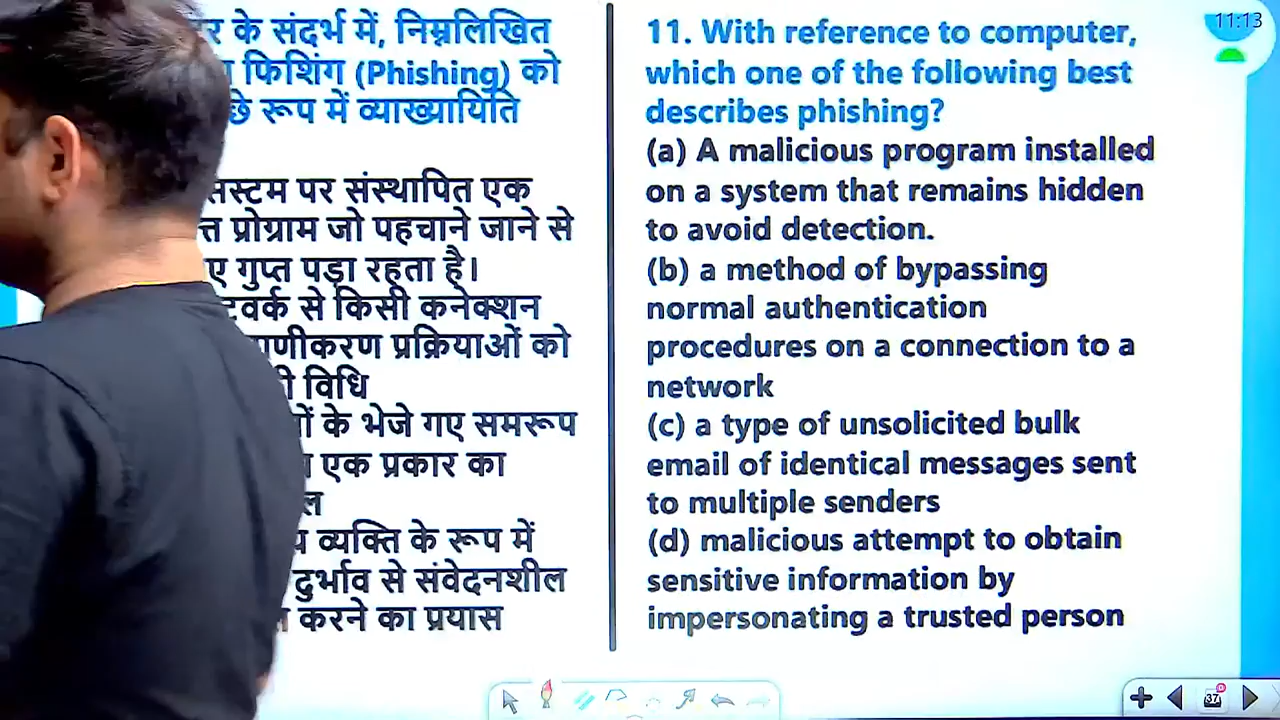 र के संदर्भ में, निम्नलिखित
फिशिंग (Phishing) को
रूप में व्याख्यायिति
पर संस्थापित एक
प्रोग्राम जो पहचाने जाने से
गुप्त पड़ा रहता है।
से किसी कनेक्शन
प्रक्रियाओं को
विधि
के भेजे गए समरूप
एक प्रकार का
व्यक्ति के रूप में
दुर्भाव से संवेदनशील
करने का प्रयास
11. With reference to computer,
which one of the following best
describes phishing?
(a) A malicious program installed
on a system that remains hidden
to avoid detection.
(b) a method of bypassing
normal authentication
procedures on a connection to a
network
(c) a type of unsolicited bulk
email of identical messages sent
to multiple senders
(d) malicious attempt to obtain
sensitive information by
impersonating a trusted person
11:13
37